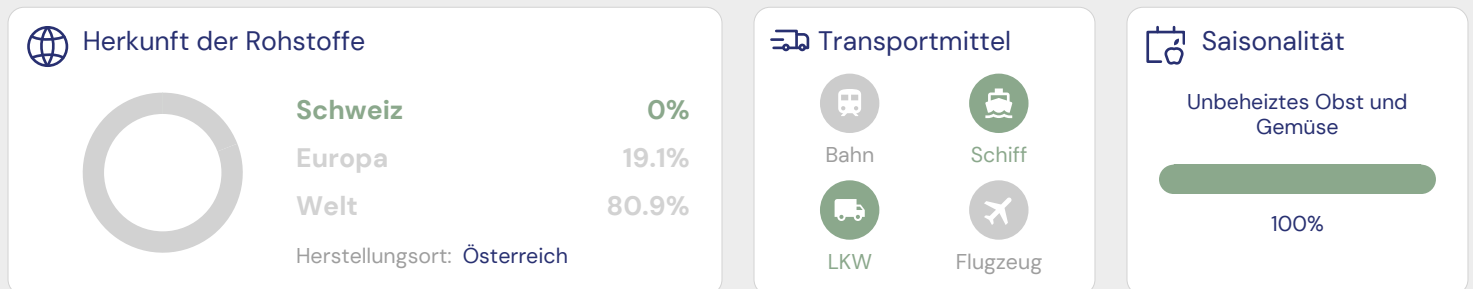 Herkunft der Rohstoffe
Schweiz 0%
Europa 19.1%
Welt 80.9%
Herstellungsort: Österreich
Transportmittel
Bahn Schiff
LKW Flugzeug
Saisonalität
Unbeheiztes Obst und
Gemüse
100%